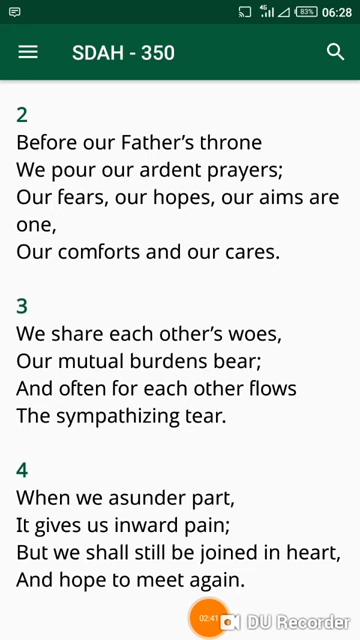 4G 83% 06:28
SDAH - 350
2
Before our Father's throne
We pour our ardent prayers;
Our fears, our hopes, our aims are
one,
Our comforts and our cares.
3
We share each other's woes,
Our mutual burdens bear;
And often for each other flows
The sympathizing tear.
4
When we asunder part,
It gives us inward pain;
But we shall still be joined in heart,
And hope to meet again.
02:41 DU Recorder